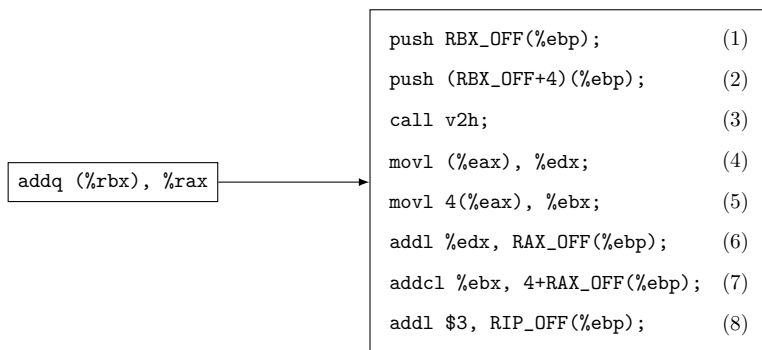 push RBX_OFF(%ebp); (1)
push (RBX_OFF+4)(%ebp); (2)
call v2h; (3)
movl (%eax), %edx; (4)
addq (%rbx), %rax
movl 4(%eax), %ebx; (5)
addl %edx, RAX_OFF(%ebp); (6)
addcl %ebx, 4+RAX_OFF(%ebp); (7)
addl $3, RIP_OFF(%ebp); (8)